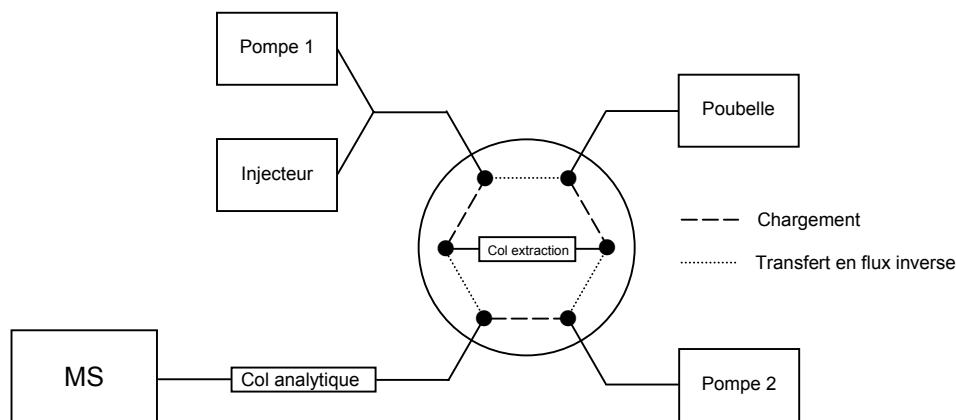 Pompe 1
Poubelle
Injecteur
Chargement
Col extraction
Transfert en flux inverse
MS
Col analytique
Pompe 2